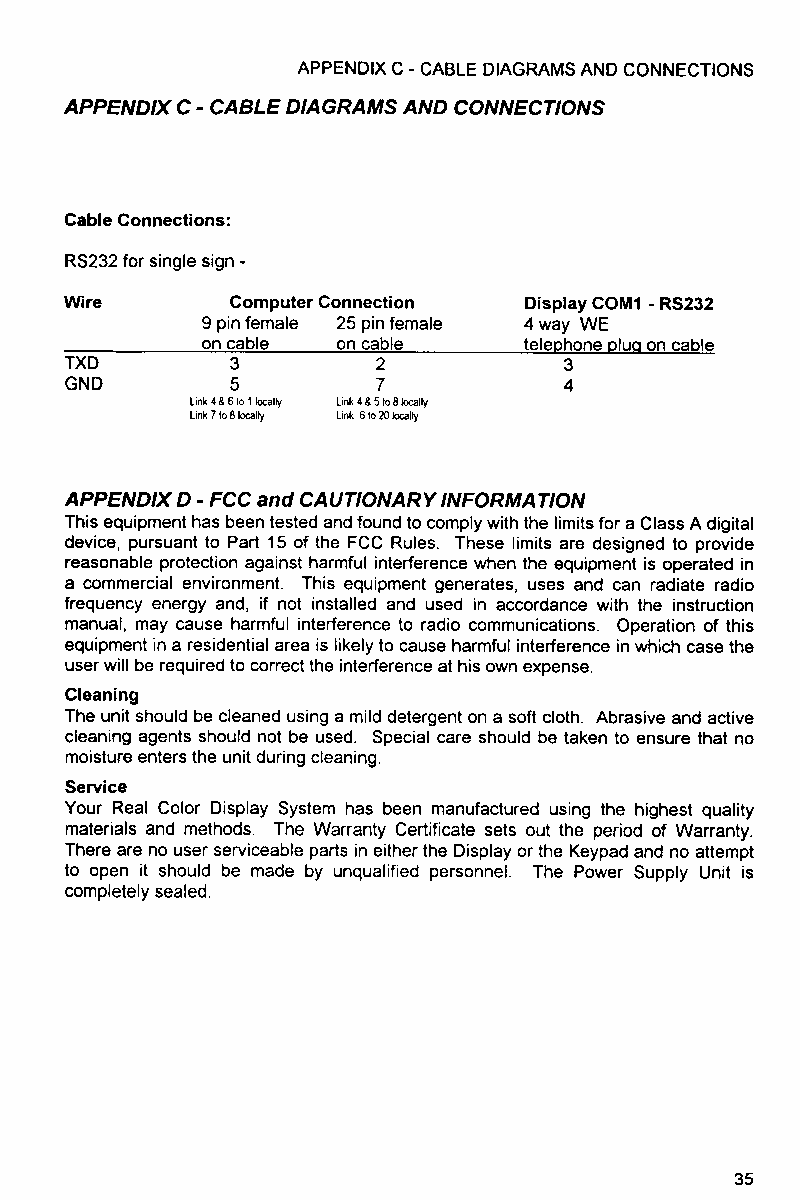 APPENDIX C - CABLE DIAGRAMS AND CONNECTIONS
APPENDIX C - CABLE DIAGRAMS AND CONNECTIONS
Cable Connections:
RS232 for single sign -
Wire Computer Connection Display COM1 - RS232
9 pin female 25 pin female 4 way WE
on cable on cable telephone plug on cable
TXD 3 2 3
GND 5 7 4
Link 4 & 6 to 1 locally Link 4 & 5 to 8 locally
Link 7 to 8 locally Link 6 to 20 locally
APPENDIX D - FCC and CAUTIONARY INFORMATION
This equipment has been tested and found to comply with the limits for a Class A digital
device, pursuant to Part 15 of the FCC Rules. These limits are designed to provide
reasonable protection against harmful interference when the equipment is operated in
a commercial environment. This equipment generates, uses and can radiate radio
frequency energy and, if not installed and used in accordance with the instruction
manual, may cause harmful interference to radio communications. Operation of this
equipment in a residential area is likely to cause harmful interference in which case the
user will be required to correct the interference at his own expense.
Cleaning
The unit should be cleaned using a mild detergent on a soft cloth. Abrasive and active
cleaning agents should not be used. Special care should be taken to ensure that no
moisture enters the unit during cleaning.
Service
Your Real Color Display System has been manufactured using the highest quality
materials and methods. The Warranty Certificate sets out the period of Warranty.
There are no user serviceable parts in either the Display or the Keypad and no attempt
to open it should be made by unqualified personnel. The Power Supply Unit is
completely sealed.
35